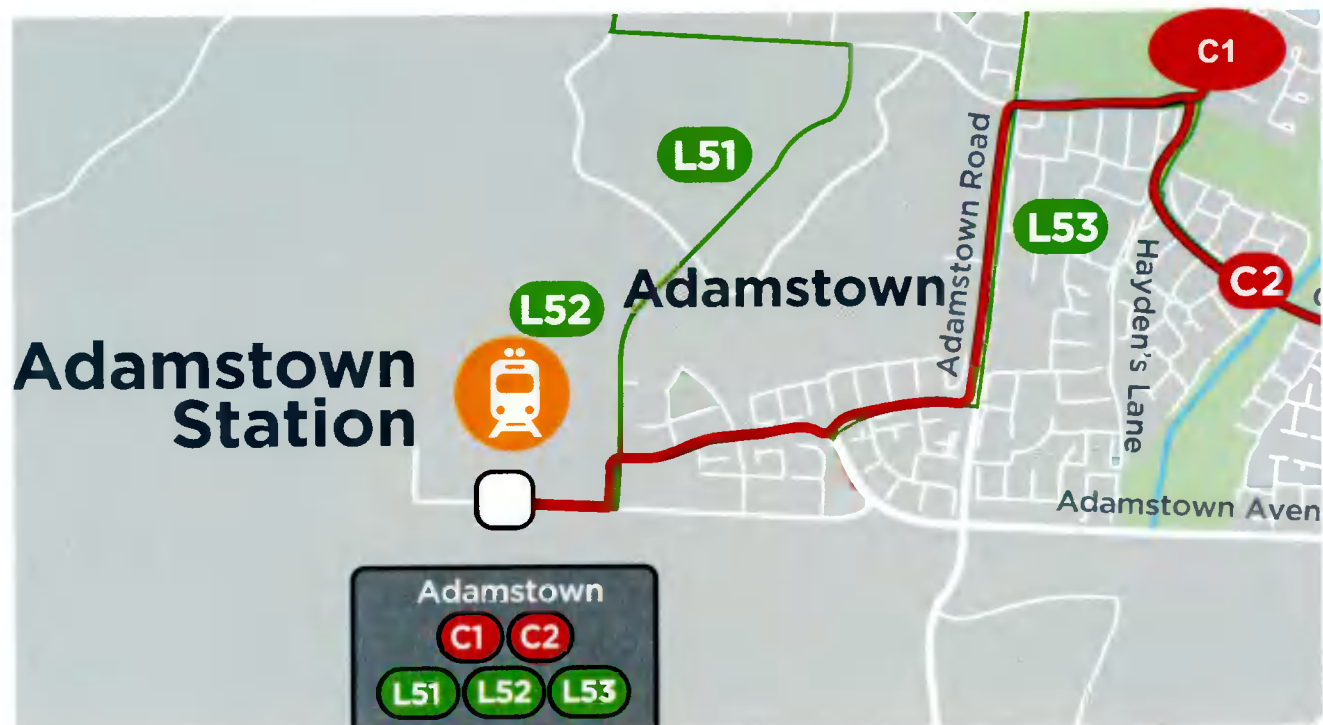 C1
L51
Adamstown Road
L53
Hayden's Lane
C2
L52
Adamstown
Adamstown
Station
Adamstown Aven
Adamstown
C1 C2
L51 L52 L53